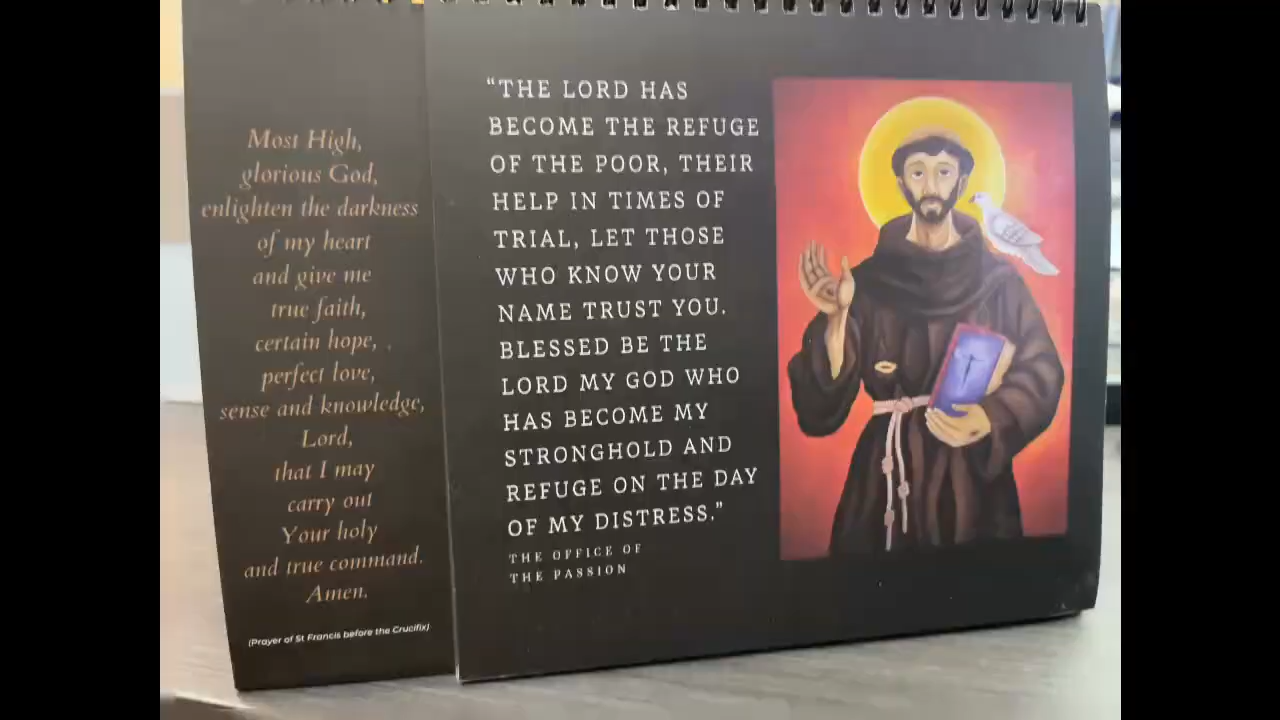 Most High,
glorious God,
enlighten the darkness
of my heart
and give me
true faith,
certain hope,
perfect love,
sense and knowledge,
Lord,
that I may
carry out
Your holy
and true command.
Amen.
(Prayer of St Francis before the Crucifix)
“THE LORD HAS
BECOME THE REFUGE
OF THE POOR, THEIR
HELP IN TIMES OF
TRIAL, LET THOSE
WHO KNOW YOUR
NAME TRUST YOU.
BLESSED BE THE
LORD MY GOD WHO
HAS BECOME MY
STRONGHOLD AND
REFUGE ON THE DAY
OF MY DISTRESS.”
THE OFFICE OF
THE PASSION